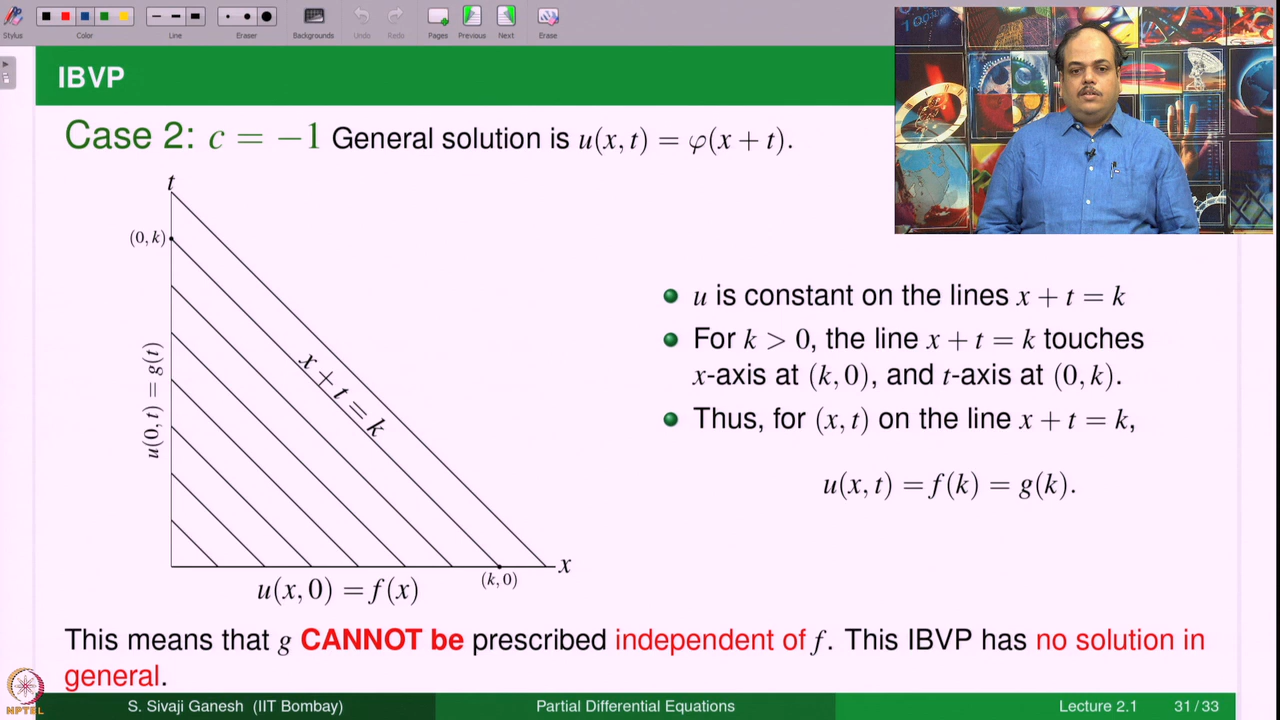 Stylus
Color
Line
Eraser
Backgrounds
Undo
Redo
Pages
Previous
Next
Erase
IBVP
Case 2: c = −1 General solution is u(x, t) = φ(x + t).
t
(0, k)
u(0, t) = g(t)
x + t = k
x
(k, 0)
u(x, 0) = f(x)
u is constant on the lines x + t = k
For k > 0, the line x + t = k touches
x-axis at (k, 0), and t-axis at (0, k).
Thus, for (x, t) on the line x + t = k,
u(x, t) = f(k) = g(k).
This means that g CANNOT be prescribed independent of f. This IBVP has no solution in
general.
NPTEL
S. Sivaji Ganesh (IIT Bombay)
Partial Differential Equations
Lecture 2.1
31 / 33